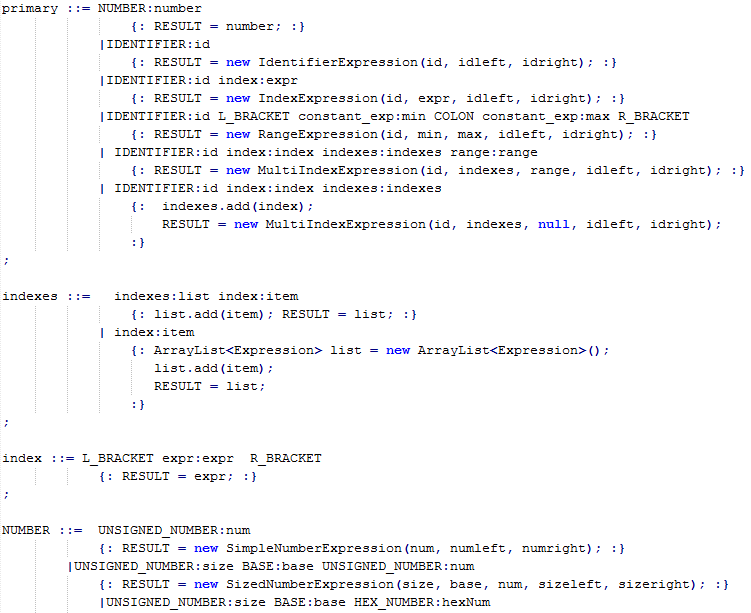 primary ::= NUMBER:number
{: RESULT = number; :}
|IDENTIFIER:id
{: RESULT = new IdentifierExpression(id, idleft, idright); :}
|IDENTIFIER:id index:expr
{: RESULT = new IndexExpression(id, expr, idleft, idright); :}
|IDENTIFIER:id L_BRACKET constant_exp:min COLON constant_exp:max R_BRACKET
{: RESULT = new RangeExpression(id, min, max, idleft, idright); :}
| IDENTIFIER:id index:index indexes:indexes range:range
{: RESULT = new MultiIndexExpression(id, indexes, range, idleft, idright); :}
| IDENTIFIER:id index:index indexes:indexes
{: indexes.add(index);
RESULT = new MultiIndexExpression(id, indexes, null, idleft, idright);
:}
;
indexes ::= indexes:list index:item
{: list.add(item); RESULT = list; :}
| index:item
{: ArrayList<Expression> list = new ArrayList<Expression>();
list.add(item);
RESULT = list;
:}
;
index ::= L_BRACKET expr:expr R_BRACKET
{: RESULT = expr; :}
;
NUMBER ::= UNSIGNED_NUMBER:num
{: RESULT = new SimpleNumberExpression(num, numleft, numright); :}
|UNSIGNED_NUMBER:size BASE:base UNSIGNED_NUMBER:num
{: RESULT = new SizedNumberExpression(size, base, num, sizeleft, sizeright); :}
|UNSIGNED_NUMBER:size BASE:base HEX_NUMBER:hexNum